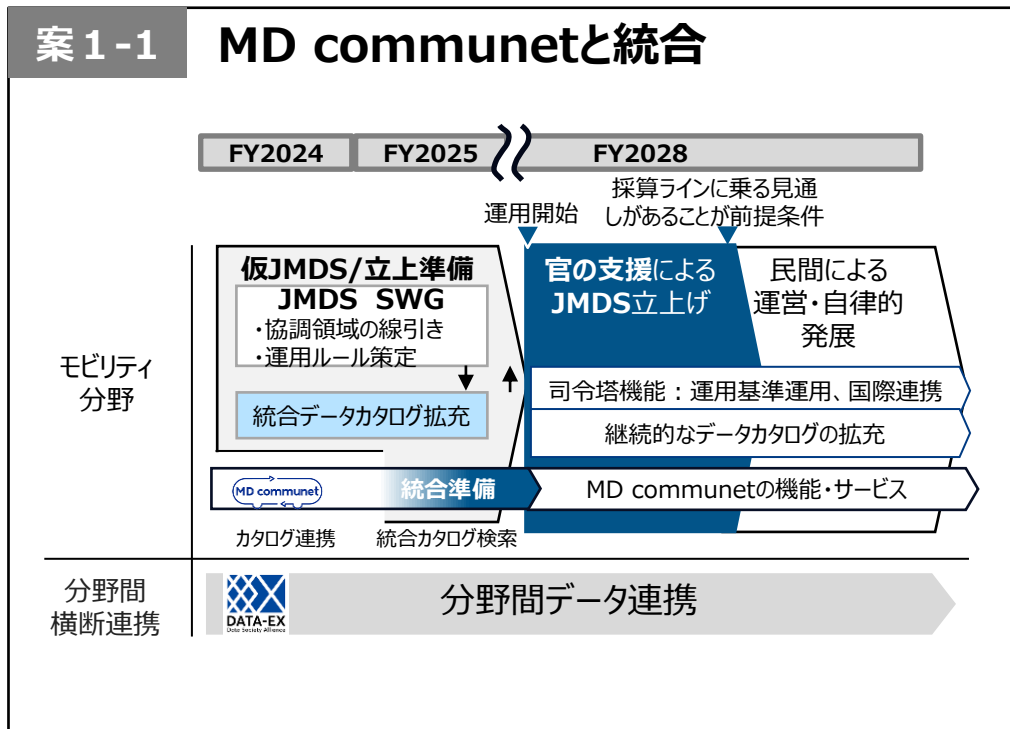 案1-1
MD communetと統合
FY2024
FY2025
FY2028
運用開始
採算ラインに乗る見通
しがあることが前提条件
モビリティ
分野
仮JMDS/立上準備
JMDS SWG
・協調領域の線引き
・運用ルール策定
統合データカタログ拡充
官の支援による
JMDS立上げ
民間による
運営・自律的
発展
司令塔機能：運用基準運用、国際連携
継続的なデータカタログの拡充
MD communet
統合準備
MD communetの機能・サービス
カタログ連携
統合カタログ検索
分野間
横断連携
DATA-EX
Data Society Alliance
分野間データ連携